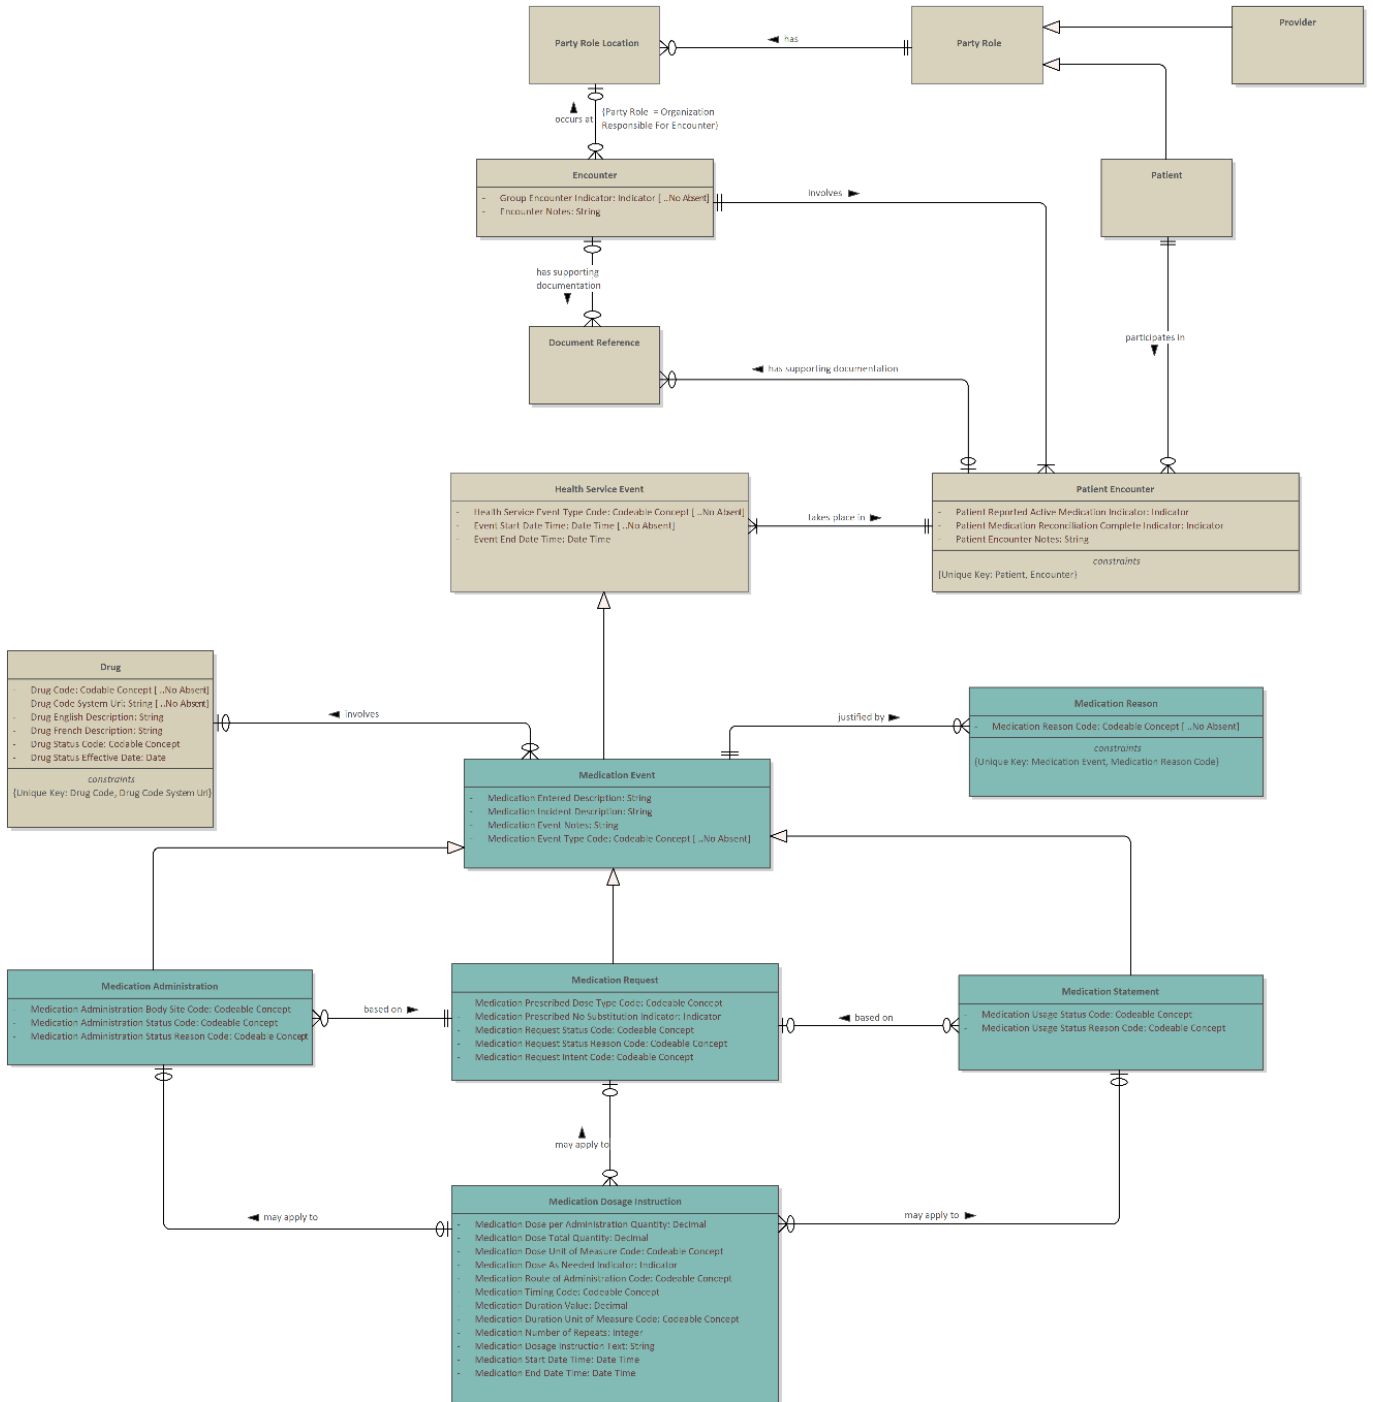 Party Role Location
◄ has
Party Role
Provider
▲
occurs at
{Party Role = Organization
Responsible For Encounter}
Encounter
- Group Encounter Indicator: Indicator [ ..No Absent]
- Encounter Notes: String
Involves ►
Patient
has supporting
documentation
▼
Document Reference
◄ has supporting documentation
participates in
▼
Health Service Event
- Health Service Event Type Code: Codeable Concept [ ..No Absent]
- Event Start Date Time: Date Time [ ..No Absent]
- Event End Date Time: Date Time
takes place in ►
Patient Encounter
- Patient Reported Active Medication Indicator: Indicator
- Patient Medication Reconciliation Complete Indicator: Indicator
- Patient Encounter Notes: String
constraints
{Unique Key: Patient, Encounter}
Drug
- Drug Code: Codable Concept [ ..No Absent]
- Drug Code System Url: String [ ..No Absent]
- Drug English Description: String
- Drug French Description: String
- Drug Status Code: Codable Concept
- Drug Status Effective Date: Date
constraints
{Unique Key: Drug Code, Drug Code System Url}
◄ involves
justified by ►
Medication Reason
- Medication Reason Code: Codeable Concept [ ..No Absent]
constraints
{Unique Key: Medication Event, Medication Reason Code}
Medication Event
- Medication Entered Description: String
- Medication Incident Description: String
- Medication Event Notes: String
- Medication Event Type Code: Codeable Concept [ ..No Absent]
Medication Administration
- Medication Administration Body Site Code: Codeable Concept
- Medication Administration Status Code: Codeable Concept
- Medication Administration Status Reason Code: Codeable Concept
based on ►
Medication Request
- Medication Prescribed Dose Type Code: Codeable Concept
- Medication Prescribed No Substitution Indicator: Indicator
- Medication Request Status Code: Codeable Concept
- Medication Request Status Reason Code: Codeable Concept
- Medication Request Intent Code: Codeable Concept
◄ based on
Medication Statement
- Medication Usage Status Code: Codeable Concept
- Medication Usage Status Reason Code: Codeable Concept
▲
may apply to
◄ may apply to
Medication Dosage Instruction
- Medication Dose per Administration Quantity: Decimal
- Medication Dose Total Quantity: Decimal
- Medication Dose Unit of Measure Code: Codeable Concept
- Medication Dose As Needed Indicator: Indicator
- Medication Route of Administration Code: Codeable Concept
- Medication Timing Code: Codeable Concept
- Medication Duration Value: Decimal
- Medication Duration Unit of Measure Code: Codeable Concept
- Medication Number of Repeats: Integer
- Medication Dosage Instruction Text: String
- Medication Start Date Time: Date Time
- Medication End Date Time: Date Time
may apply to ►